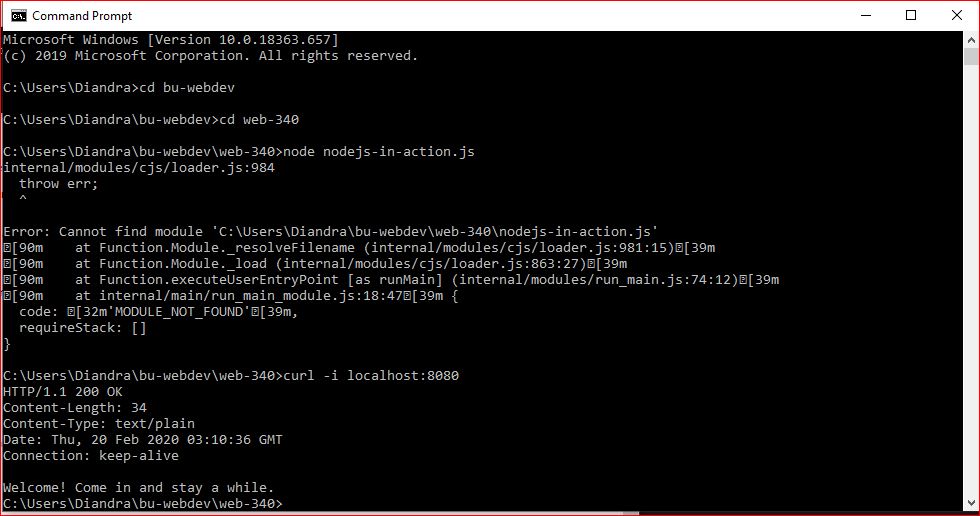 Command Prompt
Microsoft Windows [Version 10.0.18363.657]
(c) 2019 Microsoft Corporation. All rights reserved.
C:\Users\Diandra>cd bu-webdev
C:\Users\Diandra\bu-webdev>cd web-340
C:\Users\Diandra\bu-webdev\web-340>node nodejs-in-action.js
internal/modules/cjs/loader.js:984
  throw err;
  ^
Error: Cannot find module 'C:\Users\Diandra\bu-webdev\web-340\nodejs-in-action.js'
⍰[90m    at Function.Module._resolveFilename (internal/modules/cjs/loader.js:981:15)⍰[39m
⍰[90m    at Function.Module._load (internal/modules/cjs/loader.js:863:27)⍰[39m
⍰[90m    at Function.executeUserEntryPoint [as runMain] (internal/modules/run_main.js:74:12)⍰[39m
⍰[90m    at internal/main/run_main_module.js:18:47⍰[39m {
  code: ⍰[32m'MODULE_NOT_FOUND'⍰[39m,
  requireStack: []
}
C:\Users\Diandra\bu-webdev\web-340>curl -i localhost:8080
HTTP/1.1 200 OK
Content-Length: 34
Content-Type: text/plain
Date: Thu, 20 Feb 2020 03:10:36 GMT
Connection: keep-alive
Welcome! Come in and stay a while.
C:\Users\Diandra\bu-webdev\web-340>